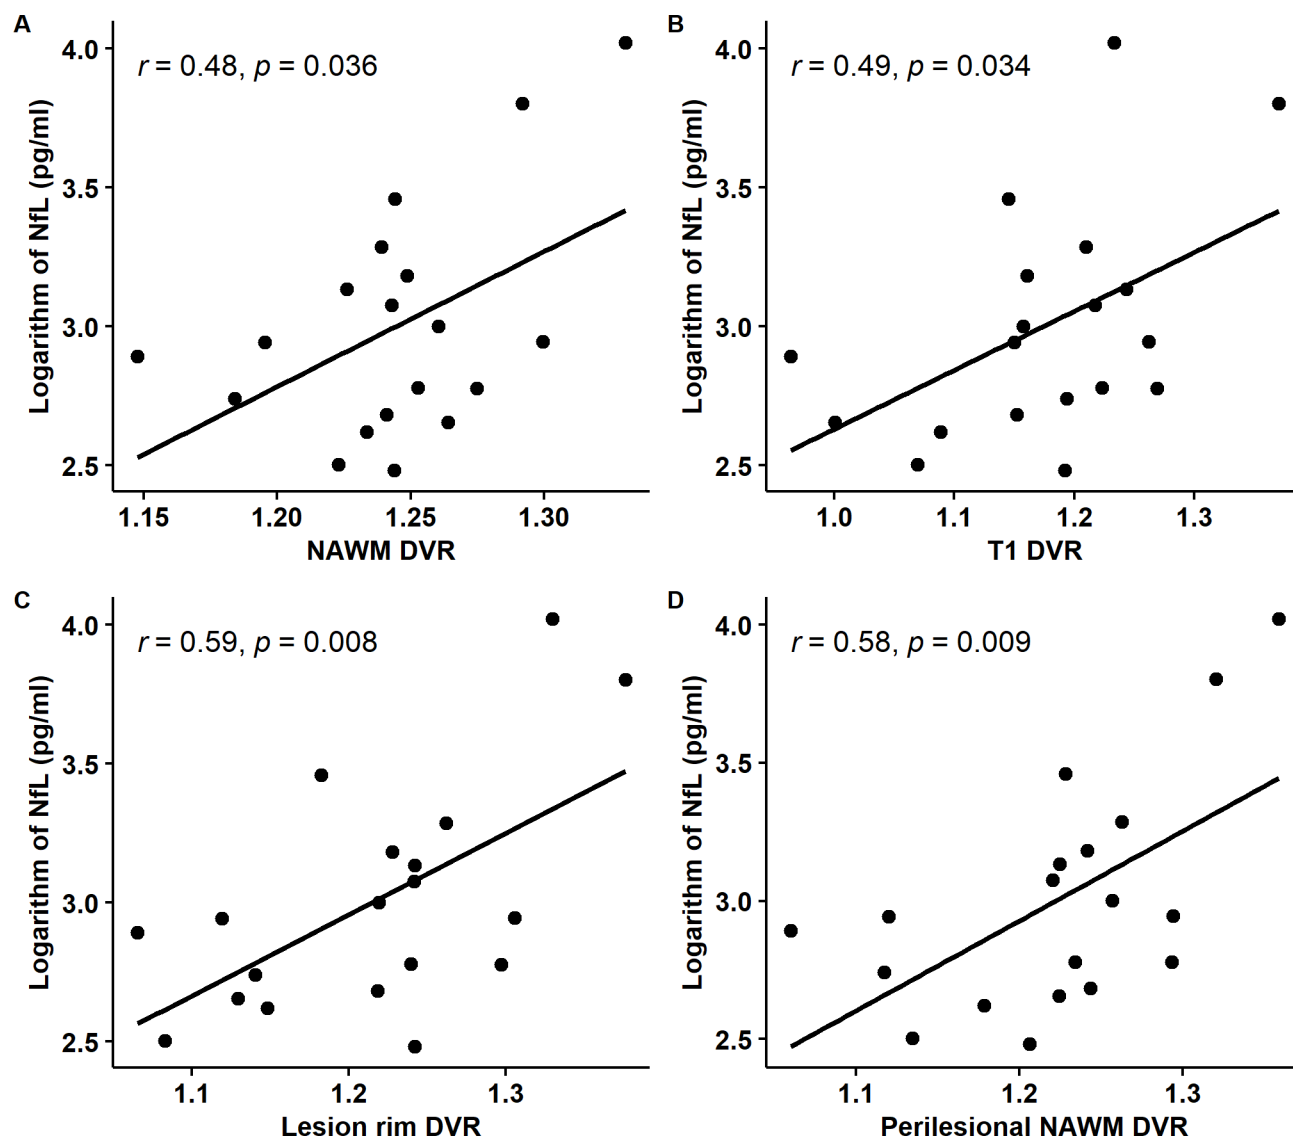 A
r = 0.48, p = 0.036
Logarithm of NfL (pg/ml)
4.0
3.5
3.0
2.5
1.15 1.20 1.25 1.30
NAWM DVR
B
r = 0.49, p = 0.034
Logarithm of NfL (pg/ml)
4.0
3.5
3.0
2.5
1.0 1.1 1.2 1.3
T1 DVR
C
r = 0.59, p = 0.008
Logarithm of NfL (pg/ml)
4.0
3.5
3.0
2.5
1.1 1.2 1.3
Lesion rim DVR
D
r = 0.58, p = 0.009
Logarithm of NfL (pg/ml)
4.0
3.5
3.0
2.5
1.1 1.2 1.3
Perilesional NAWM DVR